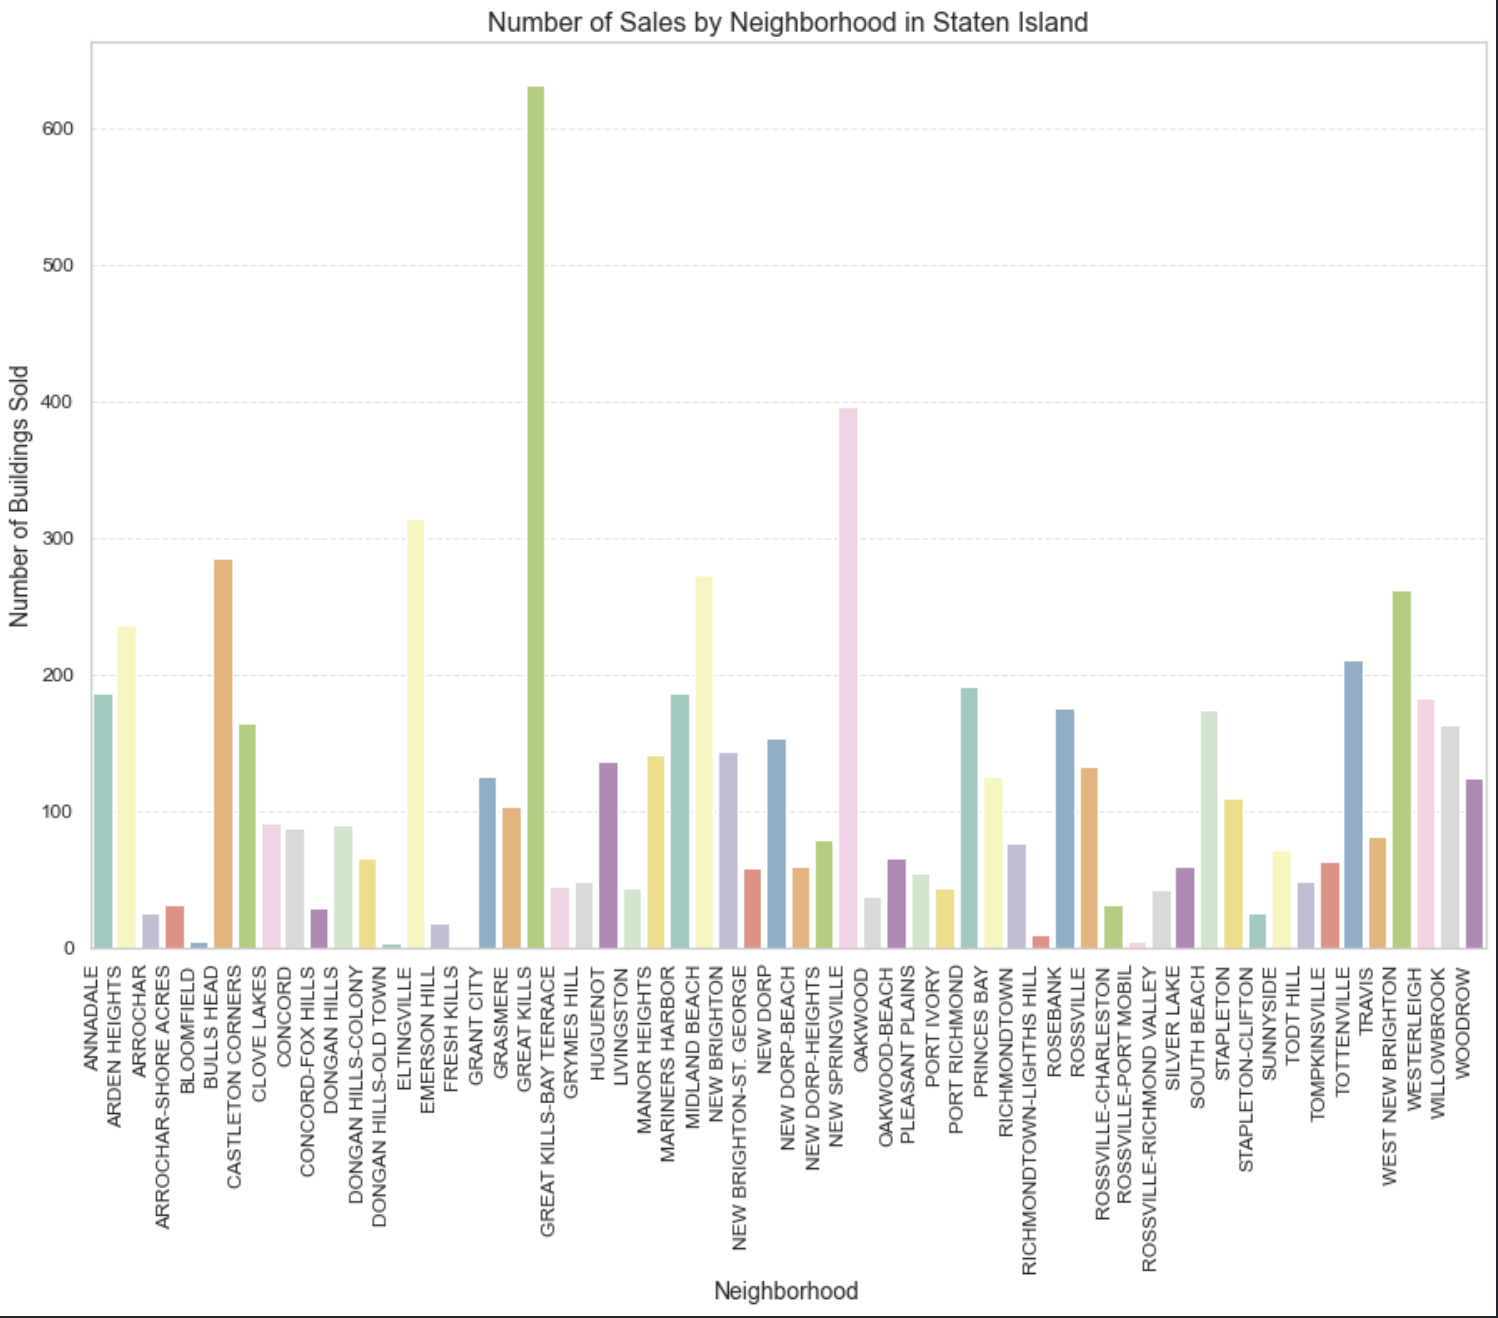 Number of Sales by Neighborhood in Staten Island
Number of Buildings Sold
600
500
400
300
200
100
0
ANNADALE
ARDEN HEIGHTS
ARROCHAR
ARROCHAR-SHORE ACRES
BLOOMFIELD
BULLS HEAD
CASTLETON CORNERS
CLOVE LAKES
CONCORD
CONCORD-FOX HILLS
DONGAN HILLS
DONGAN HILLS-COLONY
DONGAN HILLS-OLD TOWN
ELTINGVILLE
EMERSON HILL
FRESH KILLS
GRANT CITY
GRASMERE
GREAT KILLS
GREAT KILLS-BAY TERRACE
GRYMES HILL
HUGUENOT
LIVINGSTON
MANOR HEIGHTS
MARINERS HARBOR
MIDLAND BEACH
NEW BRIGHTON
NEW BRIGHTON-ST. GEORGE
NEW DORP
NEW DORP-BEACH
NEW DORP-HEIGHTS
NEW SPRINGVILLE
OAKWOOD
OAKWOOD-BEACH
PLEASANT PLAINS
PORT IVORY
PORT RICHMOND
PRINCES BAY
RICHMONDTOWN
RICHMONDTOWN-LIGHTHS HILL
ROSEBANK
ROSSVILLE
ROSSVILLE-CHARLESTON
ROSSVILLE-PORT MOBIL
ROSSVILLE-RICHMOND VALLEY
SILVER LAKE
SOUTH BEACH
STAPLETON
STAPLETON-CLIFTON
SUNNYSIDE
TODT HILL
TOMPKINSVILLE
TOTTENVILLE
TRAVIS
WEST NEW BRIGHTON
WESTERLEIGH
WILLOWBROOK
WOODROW
Neighborhood